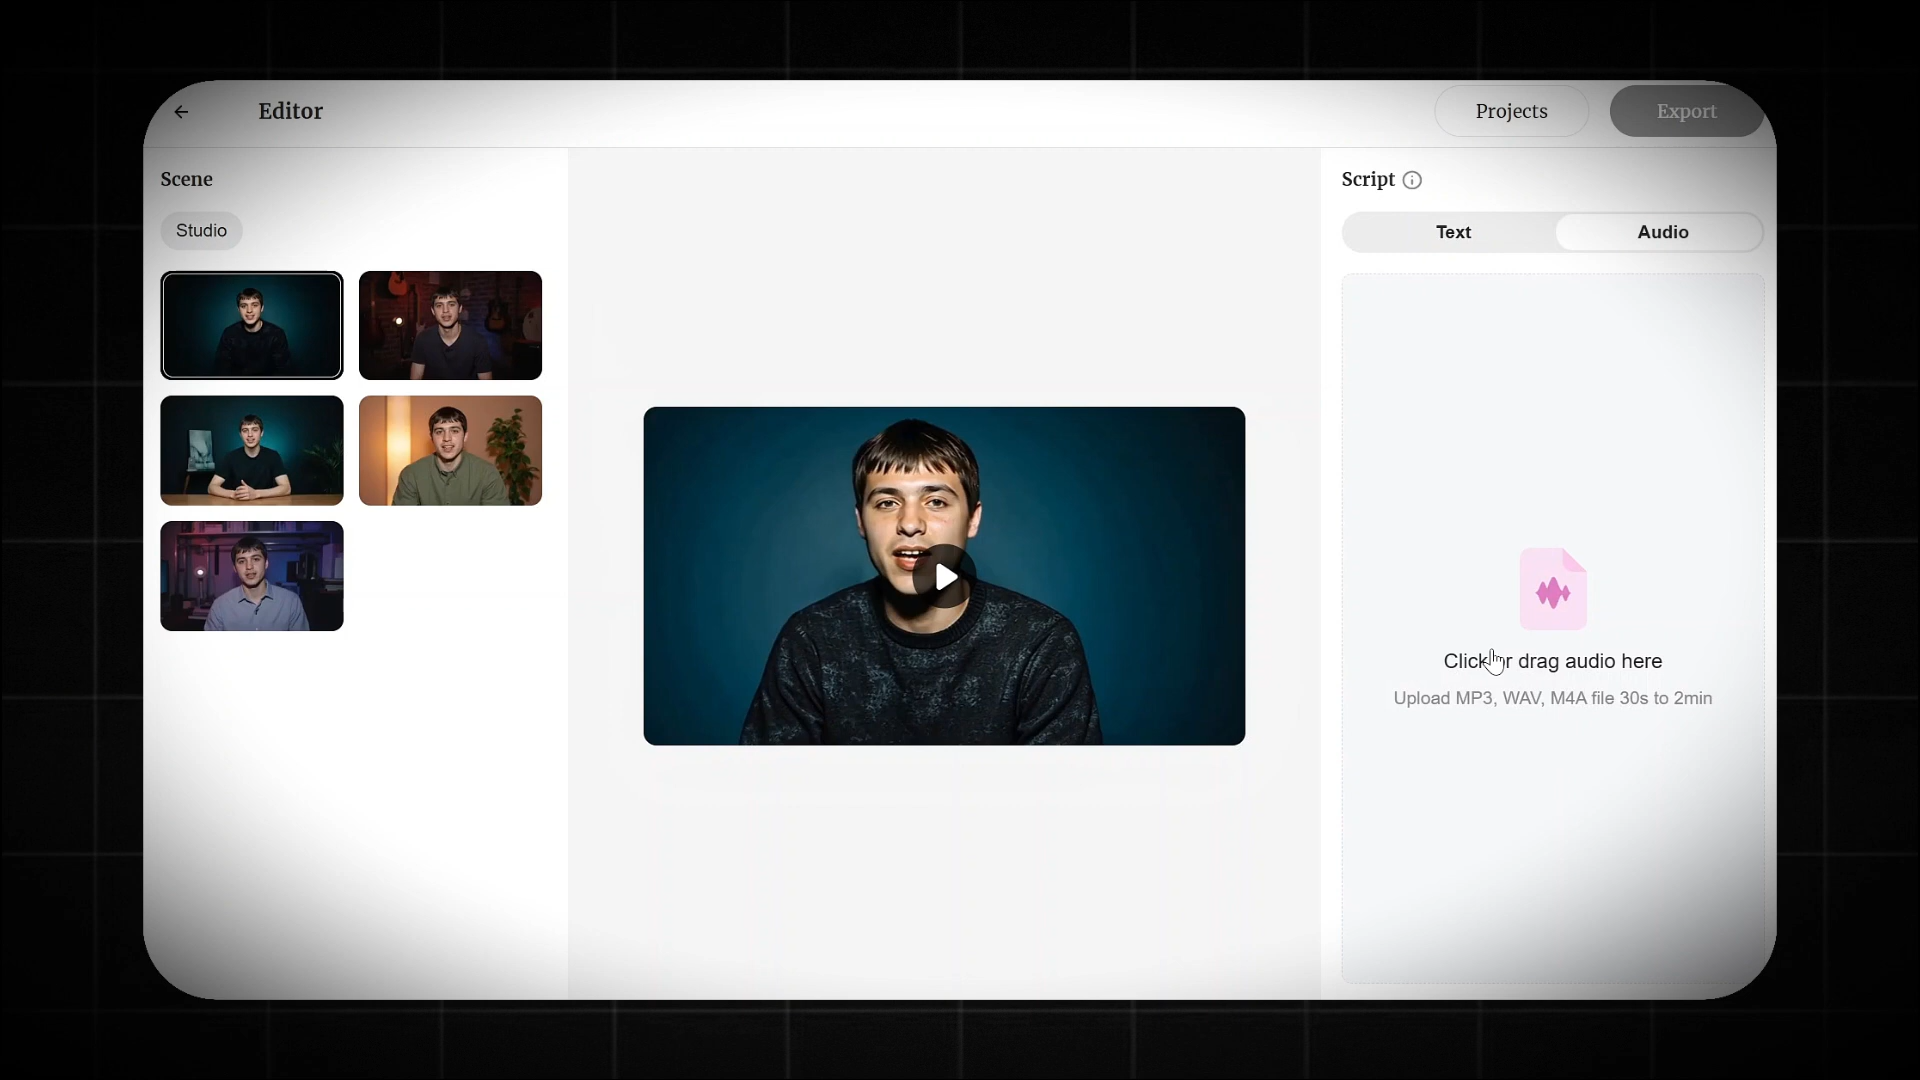 Editor
Projects
Export
Scene
Studio
Script
Text
Audio
Click or drag audio here
Upload MP3, WAV, M4A file 30s to 2min